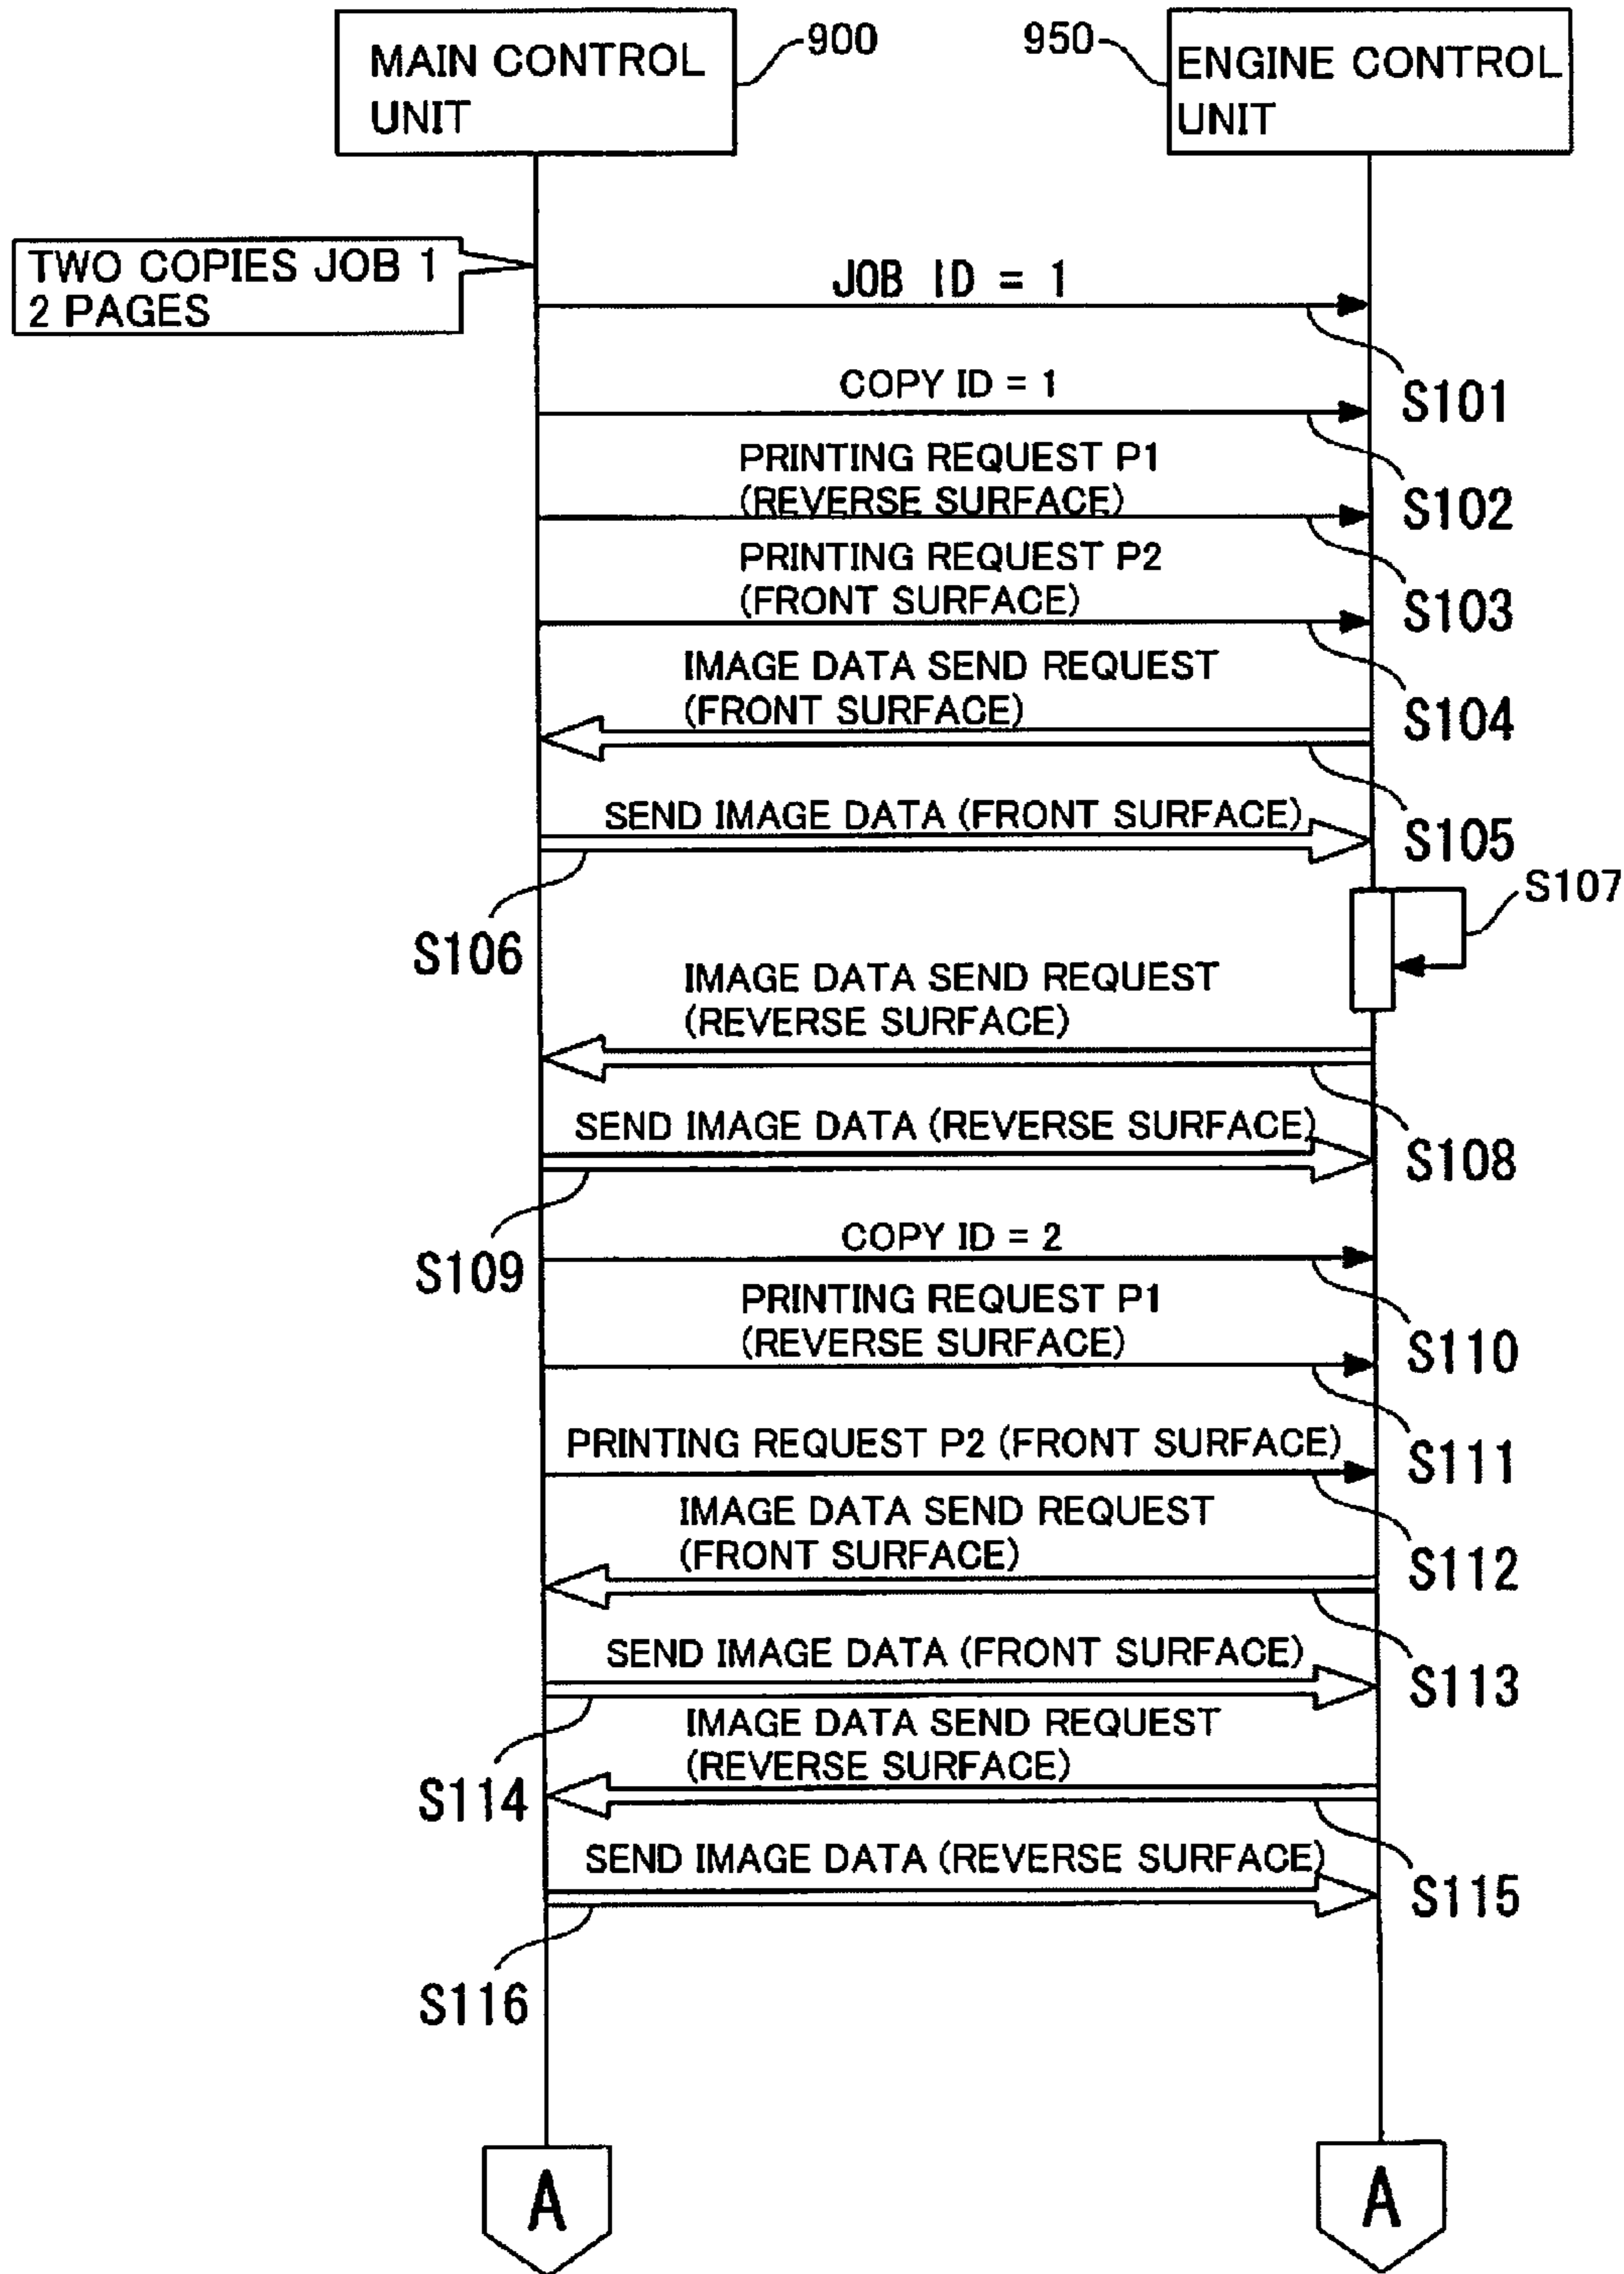 MAIN CONTROL
UNIT
900
950
ENGINE CONTROL
UNIT
TWO COPIES JOB 1
2 PAGES
JOB ID = 1
S101
COPY ID = 1
S102
PRINTING REQUEST P1
(REVERSE SURFACE)
S103
PRINTING REQUEST P2
(FRONT SURFACE)
S104
IMAGE DATA SEND REQUEST
(FRONT SURFACE)
S105
SEND IMAGE DATA (FRONT SURFACE)
S106
S107
IMAGE DATA SEND REQUEST
(REVERSE SURFACE)
S108
SEND IMAGE DATA (REVERSE SURFACE)
S109
COPY ID = 2
S110
PRINTING REQUEST P1
(REVERSE SURFACE)
S111
PRINTING REQUEST P2 (FRONT SURFACE)
S112
IMAGE DATA SEND REQUEST
(FRONT SURFACE)
S113
SEND IMAGE DATA (FRONT SURFACE)
S114
IMAGE DATA SEND REQUEST
(REVERSE SURFACE)
S115
SEND IMAGE DATA (REVERSE SURFACE)
S116
A
A